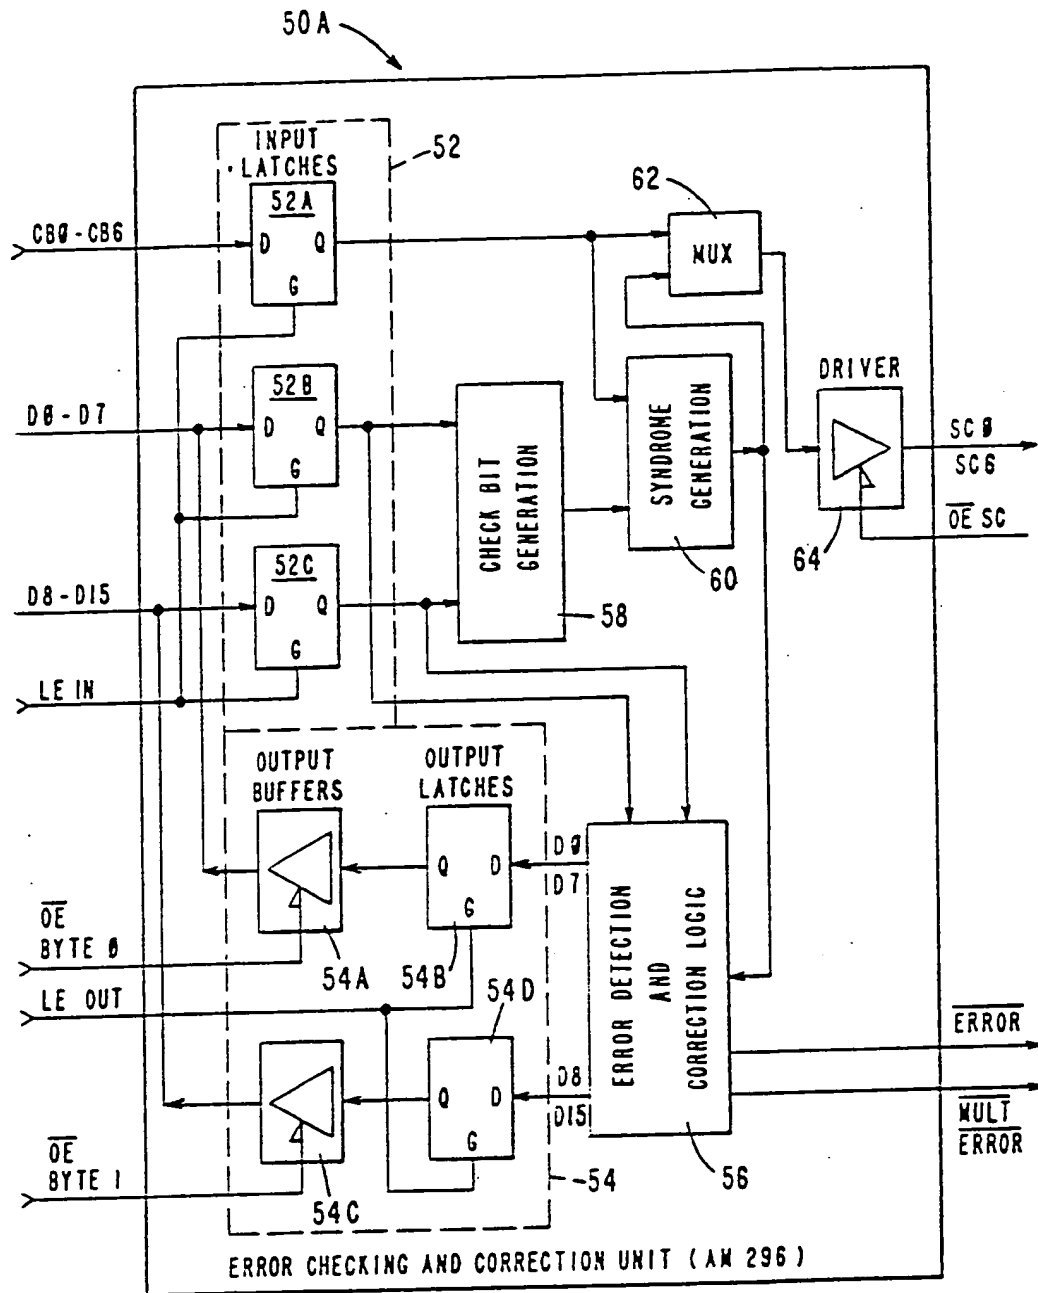 50A
INPUT
LATCHES
52
52A
D Q
G
CB0-CB6
62
MUX
52B
D Q
G
D0-D7
CHECK BIT
GENERATION
58
SYNDROME
GENERATION
60
DRIVER
64
SC0
SC6
OE SC
52C
D Q
G
D8-D15
LE IN
OUTPUT
BUFFERS
OUTPUT
LATCHES
Q D
G
D0
D7
54A
54B
OE
BYTE 0
LE OUT
54D
Q D
G
D8
D15
ERROR DETECTION
AND
CORRECTION LOGIC
56
ERROR
MULT
ERROR
OE
BYTE 1
54C
54
ERROR CHECKING AND CORRECTION UNIT (AM 296)